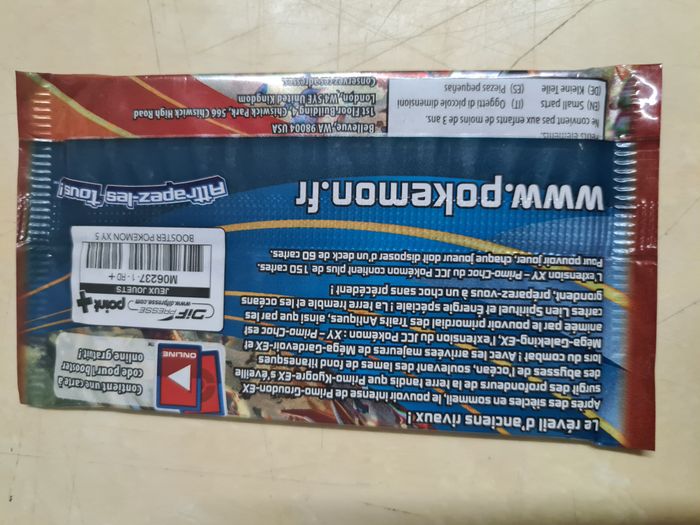 Contient une carte à
code pour l'booster
online gratuit !
ONLINE
Le réveil d'anciens rivaux !
Après des siècles en sommeil, le pouvoir intense de Primo-Groudon-EX
surgit des profondeurs de la terre tandis que Primo-Kyogre-EX s'éveille
des abysses de l'océan, soulevant des lames de fond titanesques
lors du combat ! Avec les arrivées majeures de Méga-Gardevoir-EX et
Méga-Galeking-EX, l'extension du JCC Pokémon : XY – Primo-Choc est
animée par le pouvoir primordial des Traits Antiques, ainsi que par les
cartes Lien Spirituel et Énergie spéciale ! La terre tremble et les océans
grondent, préparez-vous à un choc sans précédent !
L'extension XY – Primo-Choc du JCC Pokémon contient plus de 150 cartes.
Pour pouvoir jouer, chaque joueur doit disposer d'un deck de 60 cartes.
DIF
PRESSE
point+
www.difpresse.com
JEUX JOUETS
M06237-1-RD+
BOOSTER POKEMON XY 5
www.pokemon.fr
Attrapez-les tous !
petits éléments.
Ne convient pas aux enfants de moins de 3 ans.
(EN) Small parts (IT) Oggetti di piccole dimensioni
(DE) Kleine Teile (ES) Piezas pequeñas
Bellevue, WA 98004 USA
1st Floor Building 4, Chiswick Park, 566 Chiswick High Road
London, W4 5YE United Kingdom
Conservez ces adresses.